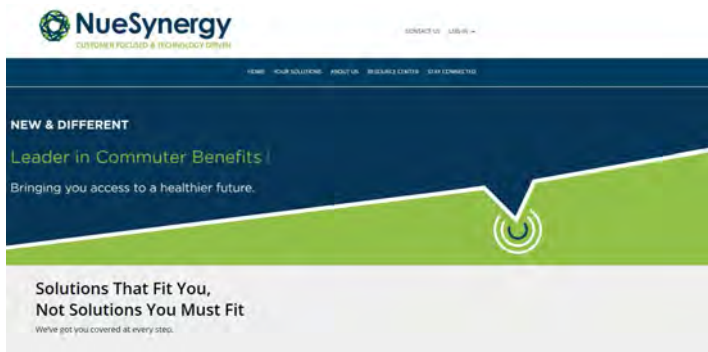 NueSynergy
CUSTOMER FOCUSED & TECHNOLOGY DRIVEN
CONTACT US LOG-IN
HOME YOUR SOLUTIONS ABOUT US RESOURCE CENTER STAY CONNECTED
NEW & DIFFERENT
Leader in Commuter Benefits |
Bringing you access to a healthier future.
Solutions That Fit You,
Not Solutions You Must Fit
We've got you covered at every step.